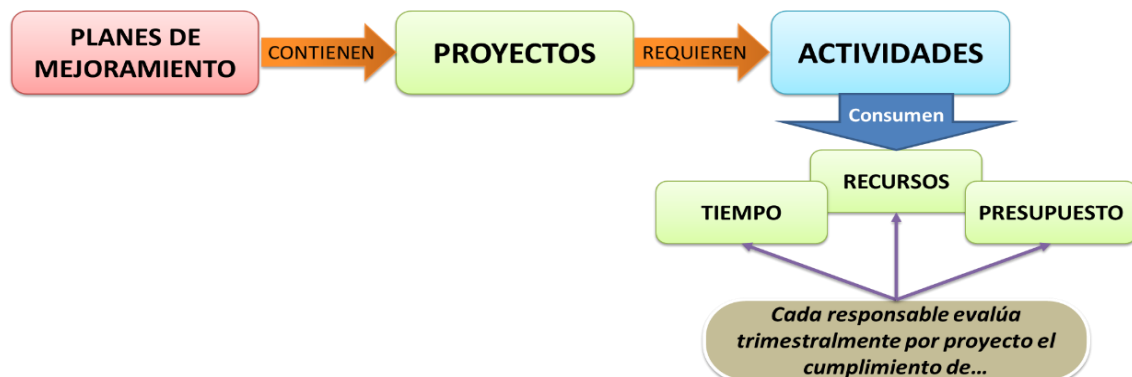 PLANES DE
MEJORAMIENTO
CONTIENEN
PROYECTOS
REQUIEREN
ACTIVIDADES
Consumen
RECURSOS
TIEMPO
PRESUPUESTO
Cada responsable evalúa
trimestralmente por proyecto el
cumplimiento de...